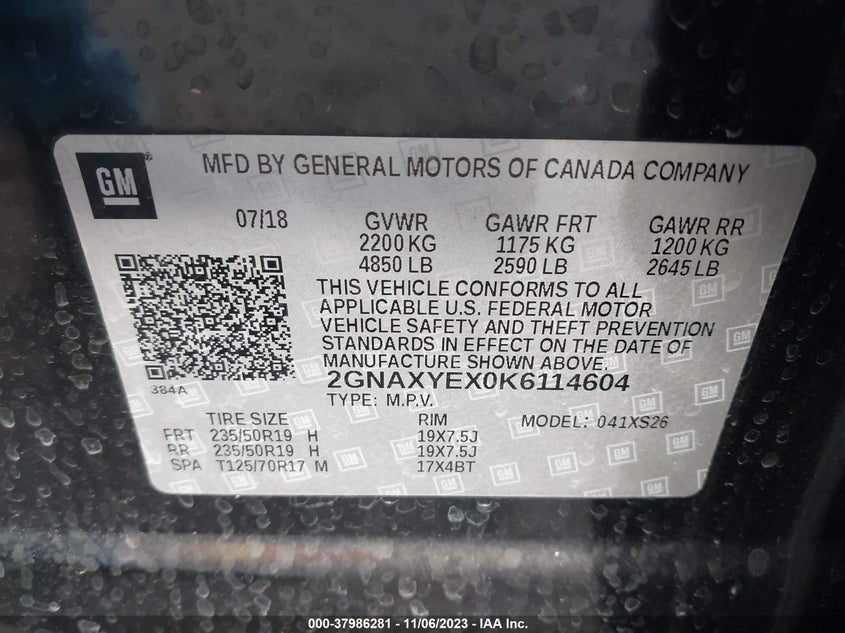 GM
MFD BY GENERAL MOTORS OF CANADA COMPANY
07/18 GVWR GAWR FRT GAWR RR
2200 KG 1175 KG 1200 KG
4850 LB 2590 LB 2645 LB
THIS VEHICLE CONFORMS TO ALL
APPLICABLE U.S. FEDERAL MOTOR
VEHICLE SAFETY AND THEFT PREVENTION
STANDARDS IN EFFECT ON THE DATE OF
MANUFACTURE SHOWN ABOVE.
384A
2GNAXYEX0K6114604
TYPE: M.P.V.
TIRE SIZE RIM MODEL: 041XS26
FRT 235/50R19 H 19X7.5J
RR 235/50R19 H 19X7.5J
SPA T125/70R17 M 17X4BT
000-37986281 - 11/06/2023 - IAA Inc.